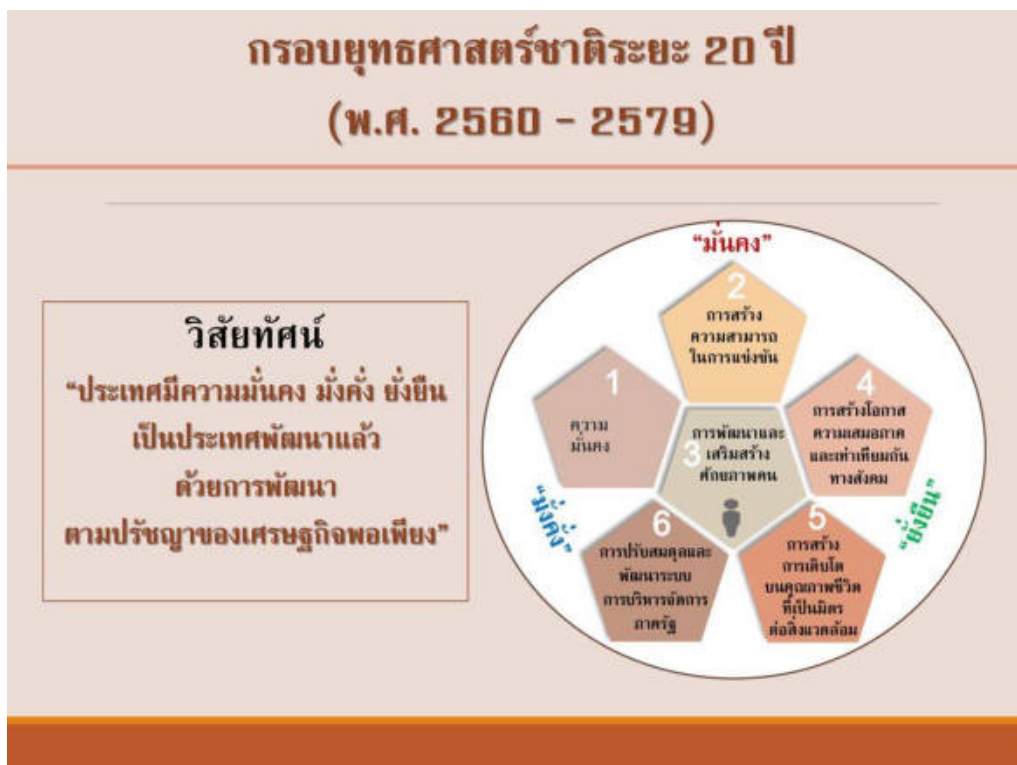 กรอบยุทธศาสตร์ชาติระยะ 20 ปี
(พ.ศ. 2560 - 2579)
วิสัยทัศน์
“ประเทศมีความมั่นคง มั่งคั่ง ยั่งยืน
เป็นประเทศพัฒนาแล้ว
ด้วยการพัฒนา
ตามปรัชญาของเศรษฐกิจพอเพียง”
“มั่นคง”
1
ความ
มั่นคง
2
การสร้าง
ความสามารถ
ในการแข่งขัน
3
การพัฒนาและ
เสริมสร้าง
ศักยภาพคน
4
การสร้างโอกาส
ความเสมอภาค
และเท่าเทียมกัน
ทางสังคม
5
การสร้าง
การเติบโต
บนคุณภาพชีวิต
ที่เป็นมิตร
ต่อสิ่งแวดล้อม
6
การปรับสมดุลและ
พัฒนาระบบ
การบริหารจัดการ
ภาครัฐ
“มั่งคั่ง”
“ยั่งยืน”